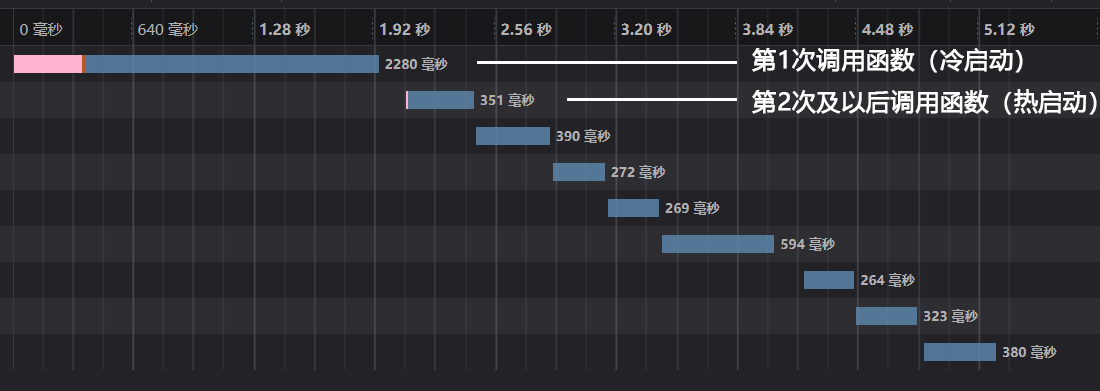 0 毫秒 640 毫秒 1.28 秒 1.92 秒 2.56 秒 3.20 秒 3.84 秒 4.48 秒 5.12 秒
2280 毫秒 第1次调用函数（冷启动）
351 毫秒 第2次及以后调用函数（热启动）
390 毫秒
272 毫秒
269 毫秒
594 毫秒
264 毫秒
323 毫秒
380 毫秒